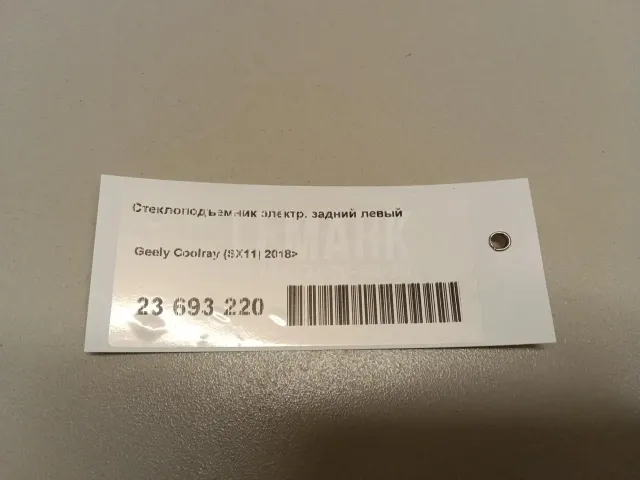 Стеклоподъемник электр. задний левый
Geely Coolray (SX11) 2018>
23 693 220